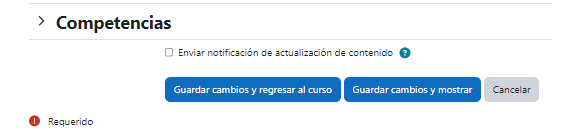 Competencias
Enviar notificación de actualización de contenido ?
Guardar cambios y regresar al curso Guardar cambios y mostrar Cancelar
Requerido